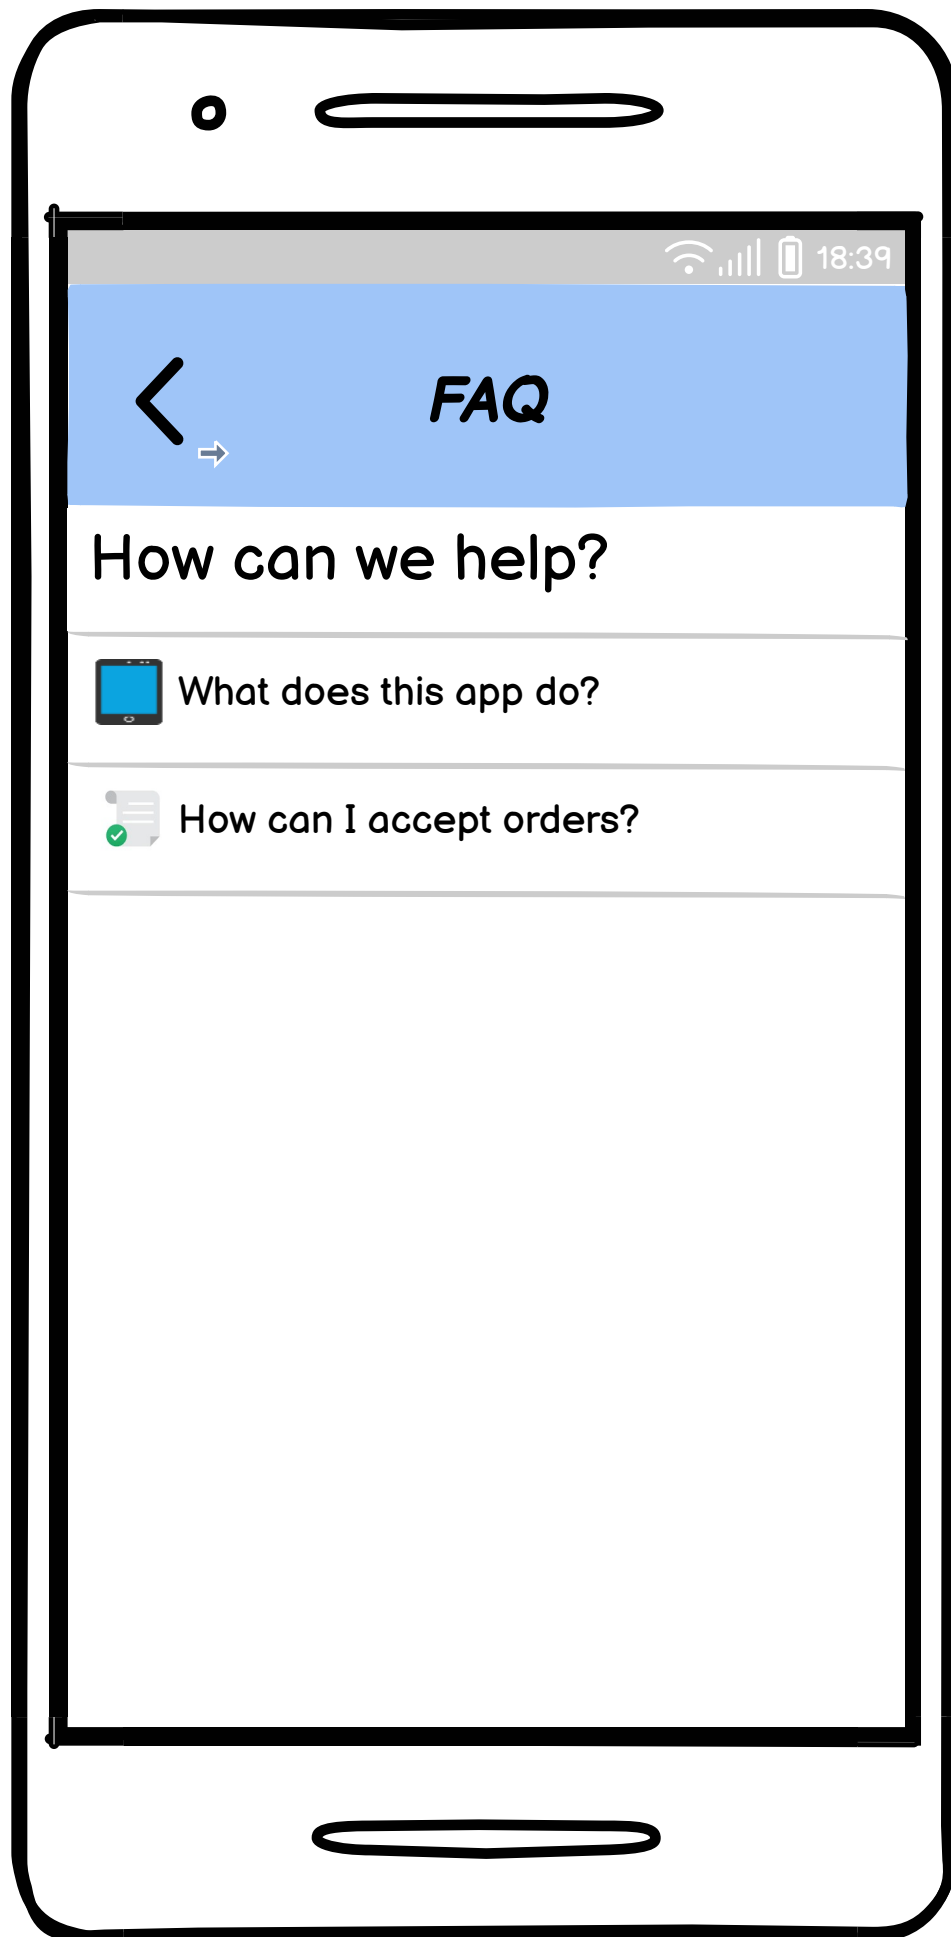 18:39
FAQ
How can we help?
What does this app do?
How can I accept orders?